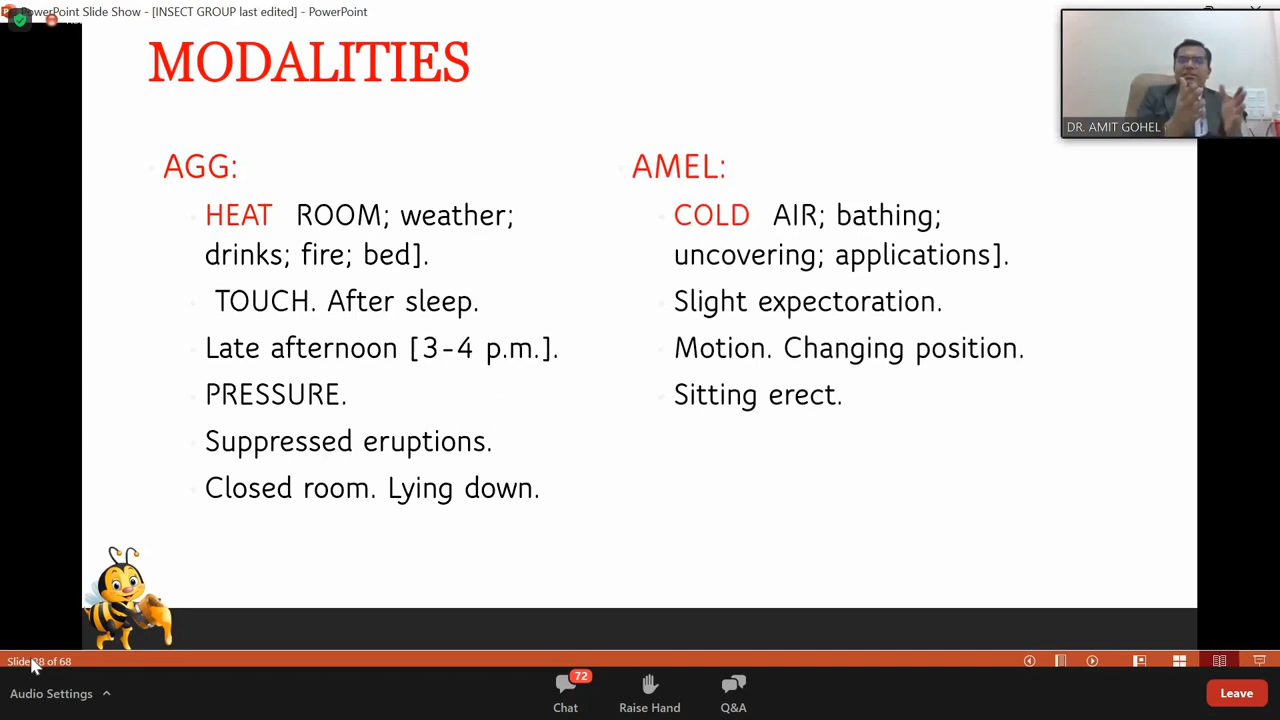 PowerPoint Slide Show - [INSECT GROUP last edited] - PowerPoint
MODALITIES
DR. AMIT GOHEL
AGG:
HEAT ROOM; weather;
drinks; fire; bed].
TOUCH. After sleep.
Late afternoon [3-4 p.m.].
PRESSURE.
Suppressed eruptions.
Closed room. Lying down.
AMEL:
COLD AIR; bathing;
uncovering; applications].
Slight expectoration.
Motion. Changing position.
Sitting erect.
Slide of 68
Audio Settings
72
Chat
Raise Hand
Q&A
Leave